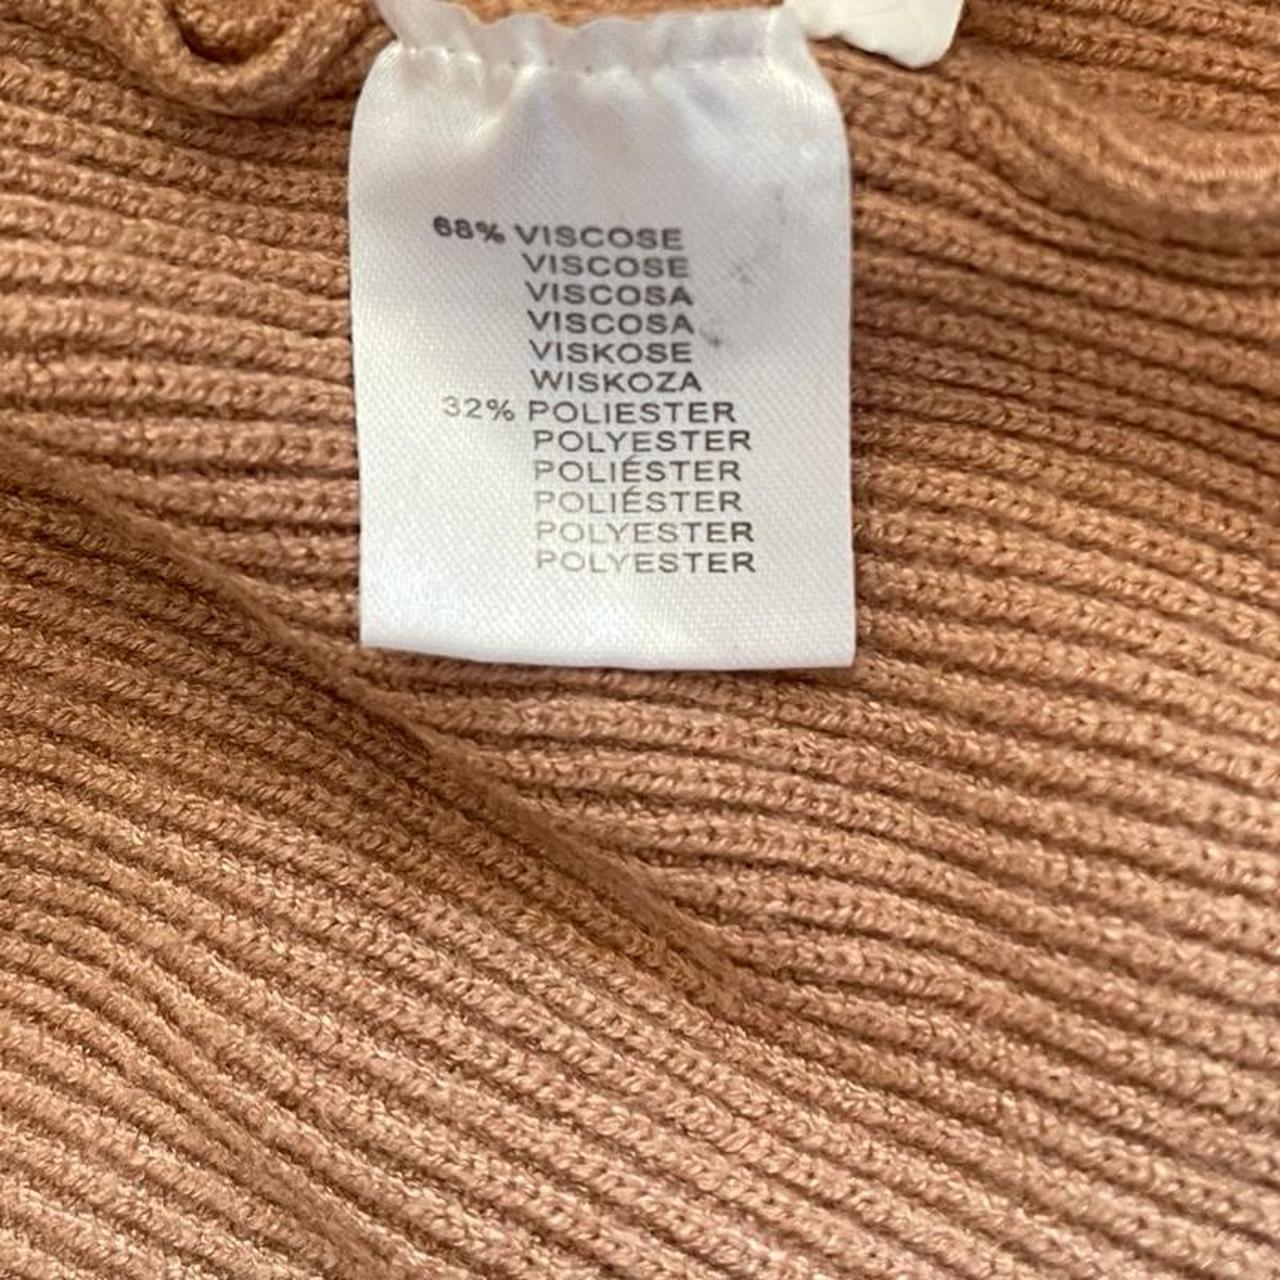 68% VISCOSE
VISCOSE
VISCOSA
VISCOSA
VISKOSE
WISKOZA
32% POLIESTER
POLYESTER
POLIÉSTER
POLIÉSTER
POLYESTER
POLYESTER